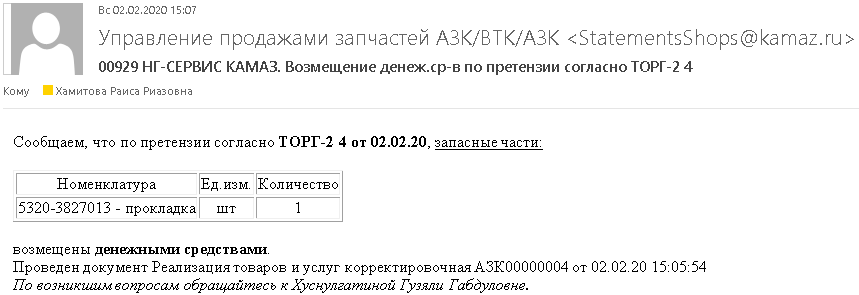 Вс 02.02.2020 15:07
Управление продажами запчастей АЗК/ВТК/АЗК <StatementsShops@kamaz.ru>
00929 НГ-СЕРВИС КАМАЗ. Возмещение денеж.ср-в по претензии согласно ТОРГ-2 4
Кому Хамитова Раиса Риазовна
Сообщаем, что по претензии согласно ТОРГ-2 4 от 02.02.20, запасные части:
Номенклатура Ед.изм. Количество
5320-3827013 - прокладка шт 1
возмещены денежными средствами.
Проведен документ Реализация товаров и услуг корректировочная АЗК00000004 от 02.02.20 15:05:54
По возникшим вопросам обращайтесь к Хуснулгатиной Гузяли Габдуловне.